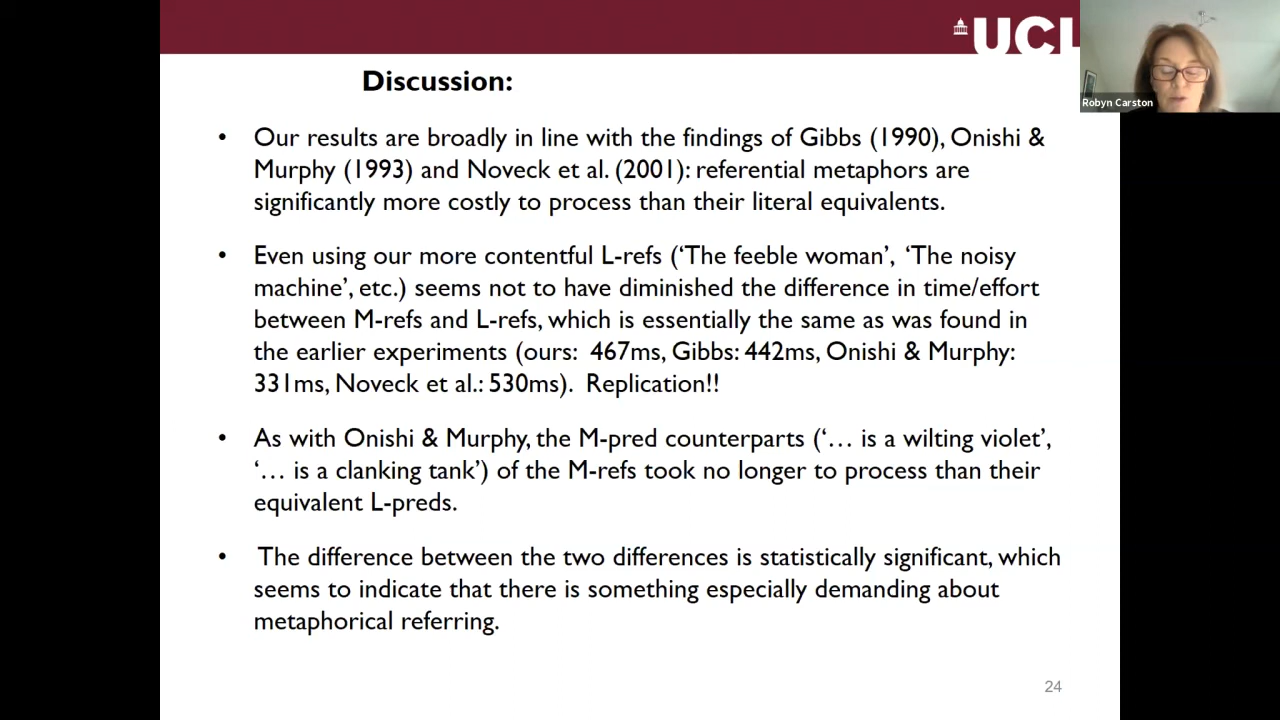 UCL
Robyn Carston
Discussion:
• Our results are broadly in line with the findings of Gibbs (1990), Onishi &
Murphy (1993) and Noveck et al. (2001): referential metaphors are
significantly more costly to process than their literal equivalents.
• Even using our more contentful L-refs (‘The feeble woman’, ‘The noisy
machine’, etc.) seems not to have diminished the difference in time/effort
between M-refs and L-refs, which is essentially the same as was found in
the earlier experiments (ours: 467ms, Gibbs: 442ms, Onishi & Murphy:
331ms, Noveck et al.: 530ms). Replication!!
• As with Onishi & Murphy, the M-pred counterparts (‘… is a wilting violet’,
‘… is a clanking tank’) of the M-refs took no longer to process than their
equivalent L-preds.
• The difference between the two differences is statistically significant, which
seems to indicate that there is something especially demanding about
metaphorical referring.
24